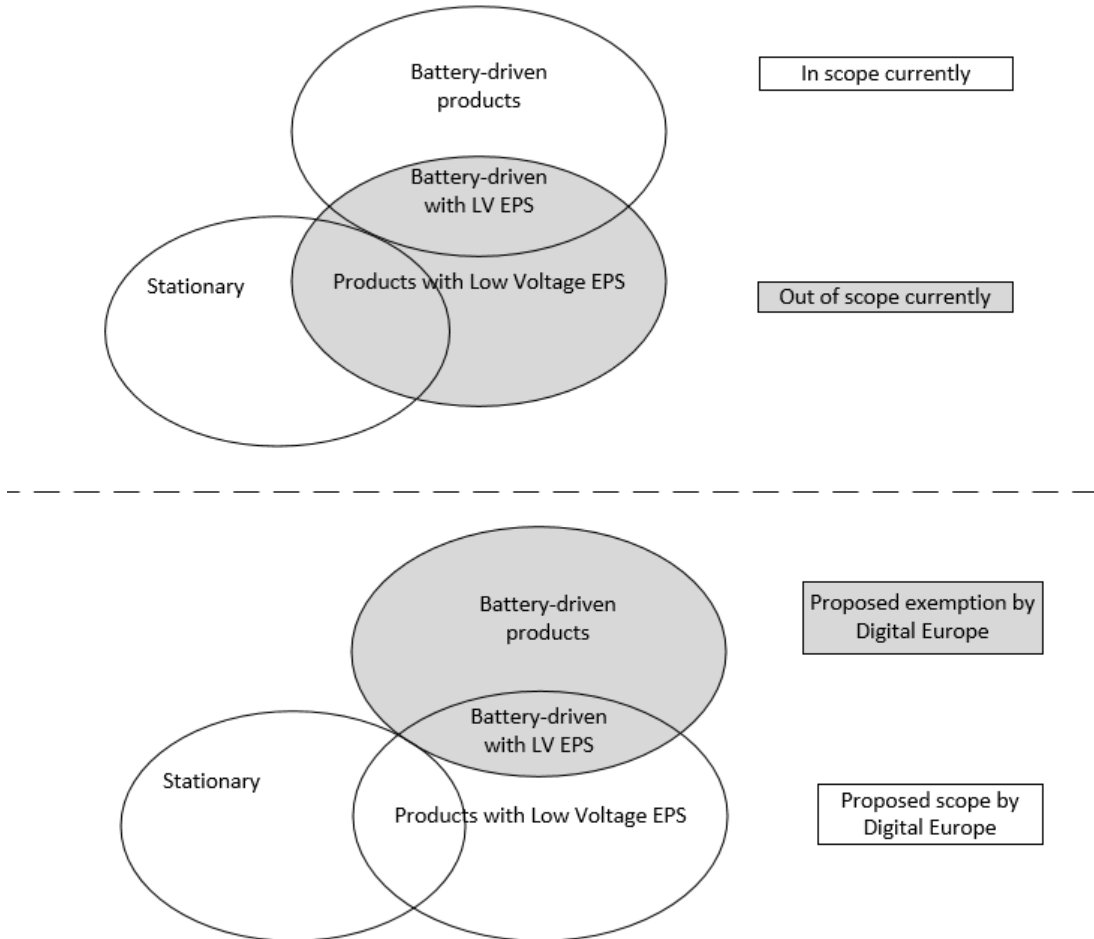 Battery-driven
products
In scope currently
Battery-driven
with LV EPS
Stationary
Products with Low Voltage EPS
Out of scope currently
Battery-driven
products
Proposed exemption by
Digital Europe
Battery-driven
with LV EPS
Stationary
Products with Low Voltage EPS
Proposed scope by
Digital Europe